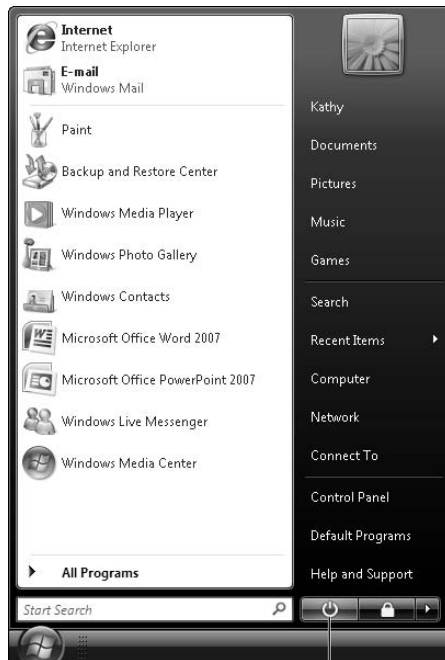 Internet
Internet Explorer
E-mail
Windows Mail
Paint
Backup and Restore Center
Windows Media Player
Windows Photo Gallery
Windows Contacts
Microsoft Office Word 2007
Microsoft Office PowerPoint 2007
Windows Live Messenger
Windows Media Center
All Programs
Start Search
Kathy
Documents
Pictures
Music
Games
Search
Recent Items
Computer
Network
Connect To
Control Panel
Default Programs
Help and Support